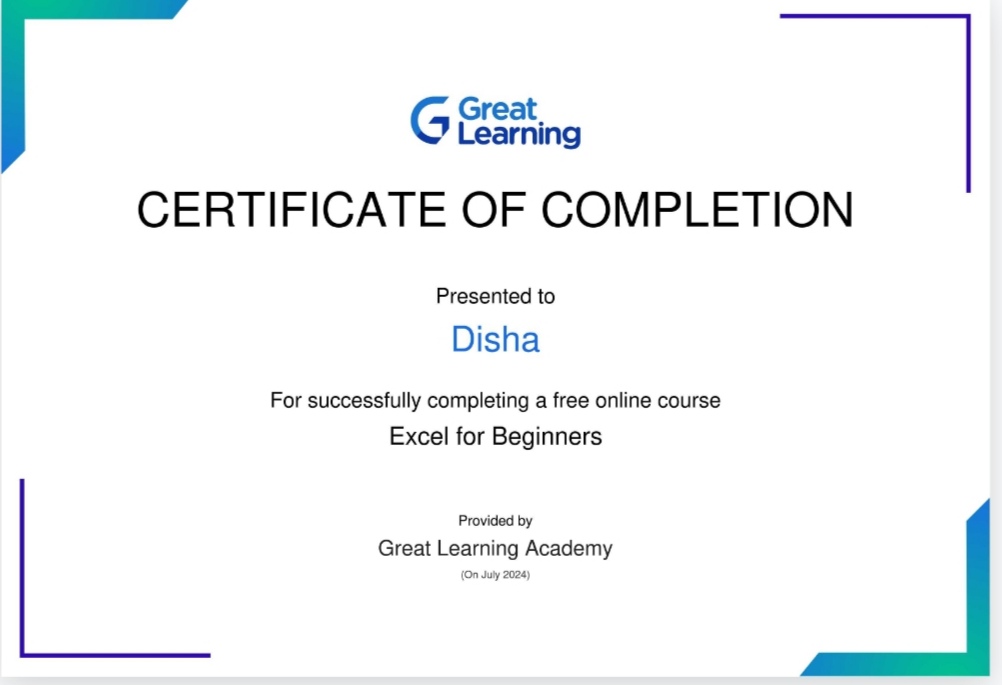 Great
Learning
CERTIFICATE OF COMPLETION
Presented to
Disha
For successfully completing a free online course
Excel for Beginners
Provided by
Great Learning Academy
(On July 2024)